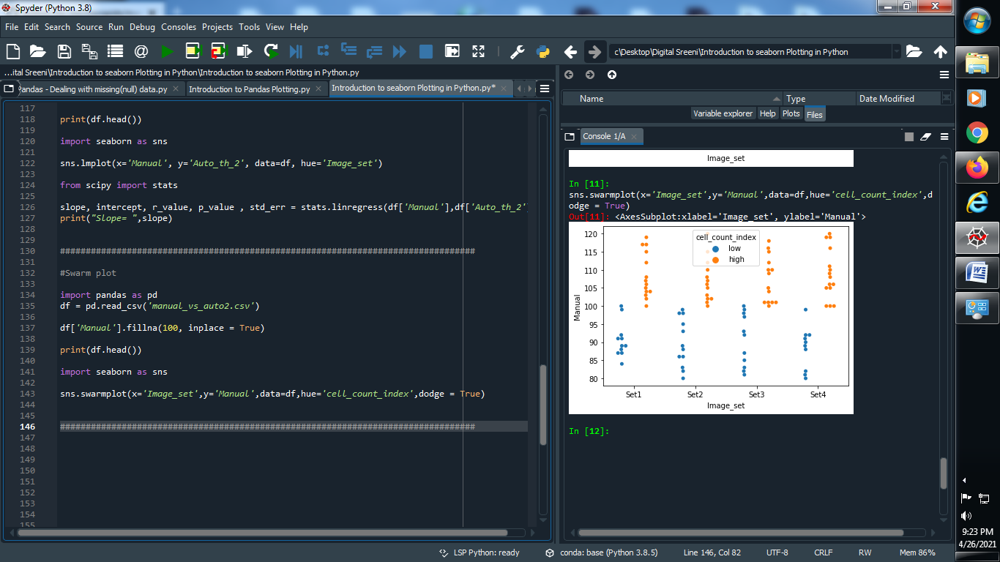 Spyder (Python 3.8)
File Edit Search Source Run Debug Consoles Projects Tools View Help
c\Desktop\Digital Sreeni\Introduction to seaborn Plotting in Python
...ital Sreeni\Introduction to seaborn Plotting in Python\Introduction to seaborn Plotting in Python.py
Pandas - Dealing with missing(null) data.py
Introduction to Pandas Plotting.py
Introduction to seaborn Plotting in Python.py*
117
118 print(df.head())
119
120 import seaborn as sns
121
122 sns.lmplot(x='Manual', y='Auto_th_2', data=df, hue='Image_set')
123
124 from scipy import stats
125
126 slope, intercept, r_value, p_value , std_err = stats.linregress(df['Manual'],df['Auto_th_2']
127 print("Slope= ",slope)
128
129
130 #################################################################################
131
132 #Swarm plot
133
134 import pandas as pd
135 df = pd.read_csv('manual_vs_auto2.csv')
136
137 df['Manual'].fillna(100, inplace = True)
138
139 print(df.head())
140
141 import seaborn as sns
142
143 sns.swarmplot(x='Image_set',y='Manual',data=df,hue='cell_count_index',dodge = True)
144
145
146 #################################################################################
147
148
149
150
151
152
153
154
155
Name Type Date Modified
Variable explorer Help Plots Files
Console 1/A
Image_set
In [11]:
sns.swarmplot(x='Image_set',y='Manual',data=df,hue='cell_count_index',d
odge = True)
Out[11]: <AxesSubplot:xlabel='Image_set', ylabel='Manual'>
cell_count_index
low
high
120
115
110
105
100
95
90
85
80
Manual
Set1 Set2 Set3 Set4
Image_set
In [12]:
LSP Python: ready
conda: base (Python 3.8.5)
Line 146, Col 82
UTF-8
CRLF
RW
Mem 86%
9:23 PM
4/26/2021